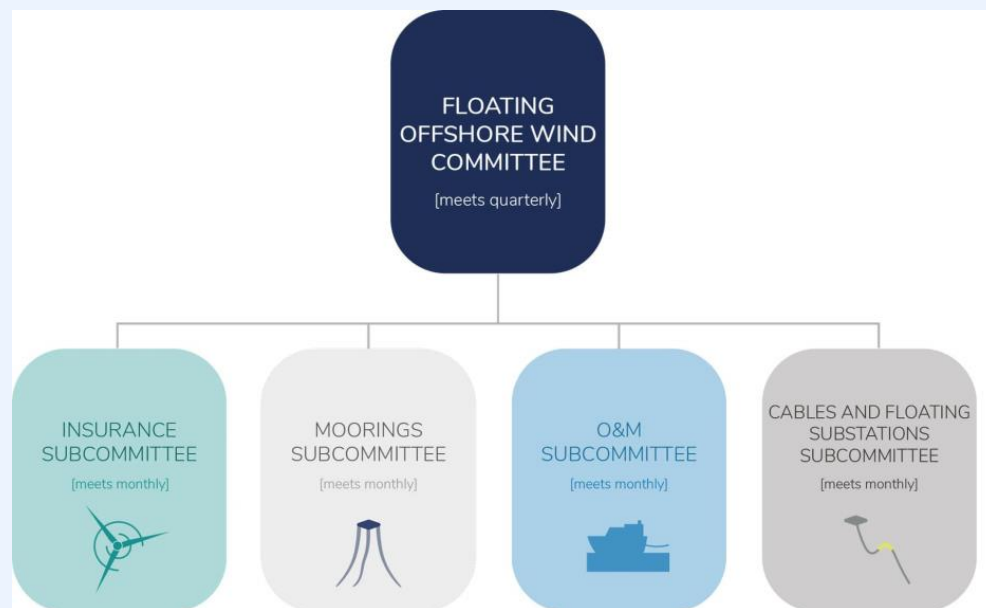 FLOATING
OFFSHORE WIND
COMMITTEE
[meets quarterly]
INSURANCE
SUBCOMMITTEE
[meets monthly]
MOORINGS
SUBCOMMITTEE
[meets monthly]
O&M
SUBCOMMITTEE
[meets monthly]
CABLES AND FLOATING
SUBSTATIONS
SUBCOMMITTEE
[meets monthly]